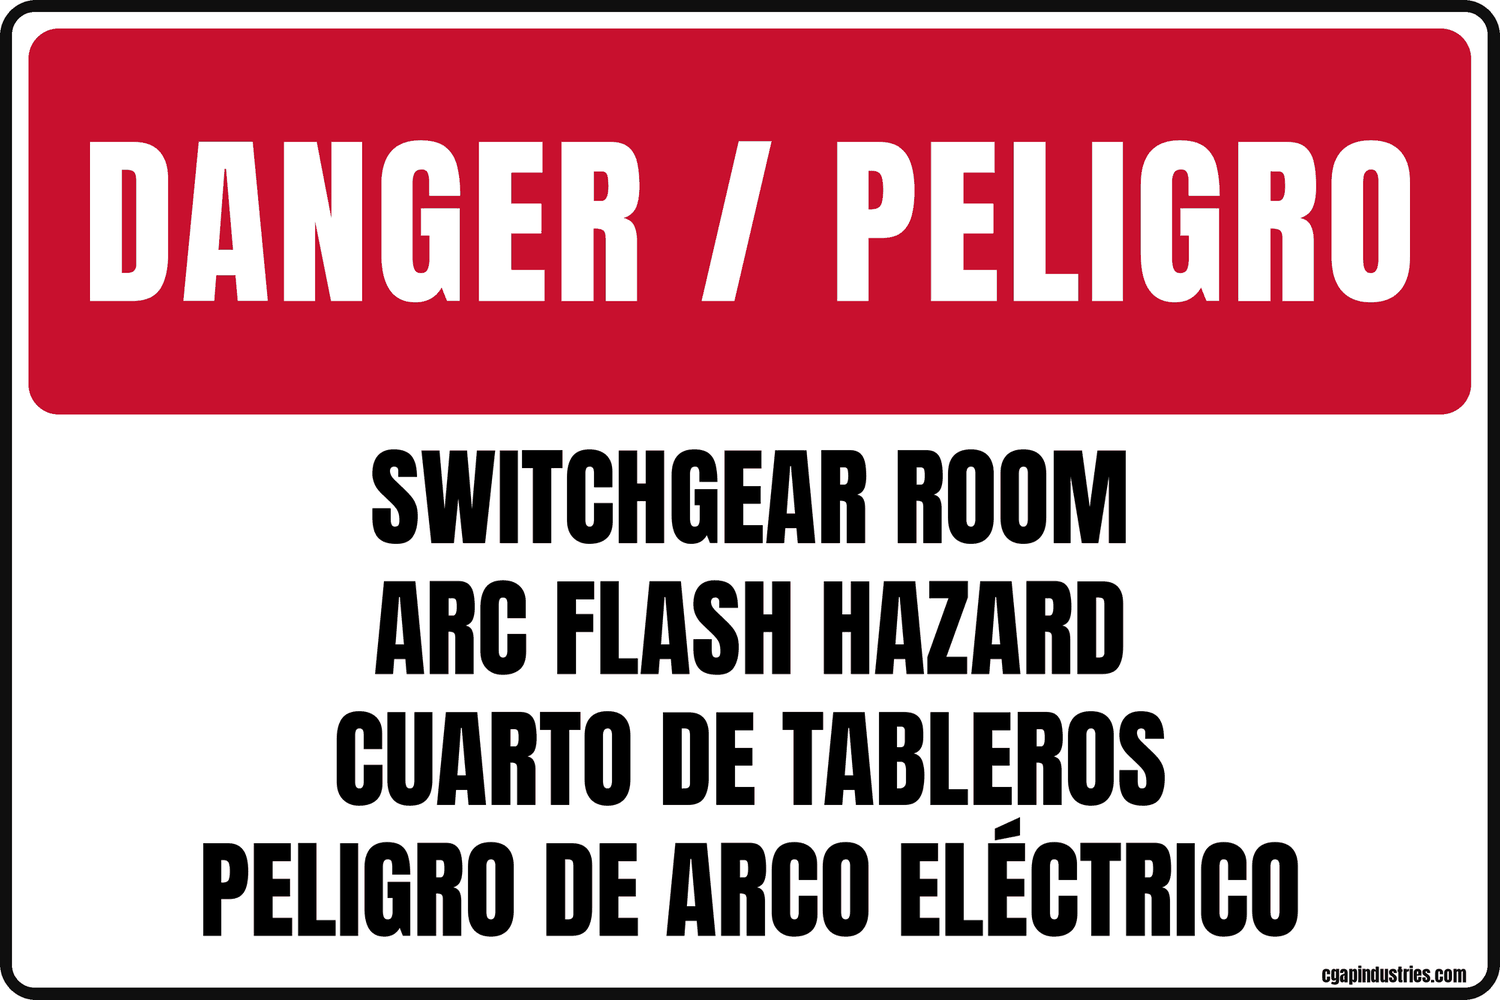 DANGER / PELIGRO
SWITCHGEAR ROOM
ARC FLASH HAZARD
CUARTO DE TABLEROS
PELIGRO DE ARCO ELÉCTRICO
cgapindustries.com